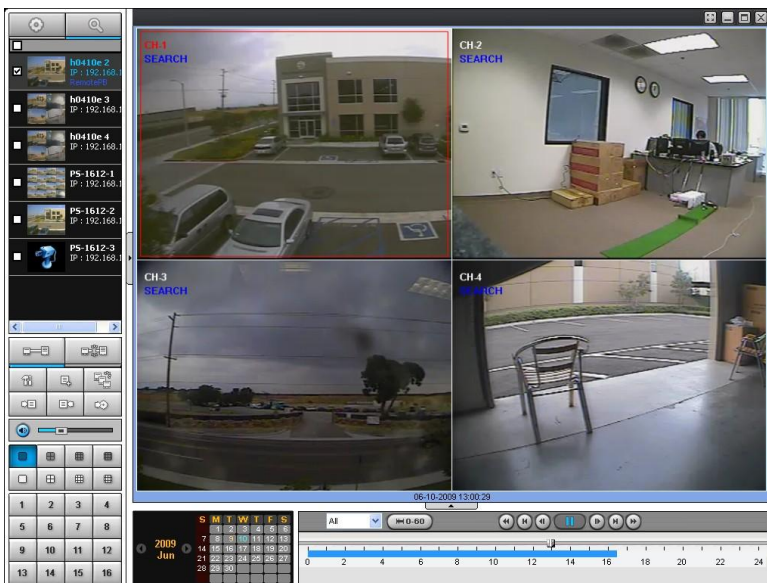 h0410e 2
IP : 192.168.1
RemotePB
h0410e 3
IP : 192.168.1
h0410e 4
IP : 192.168.1
PS-1612-1
IP : 192.168.1
PS-1612-2
IP : 192.168.1
PS-1612-3
IP : 192.168.1
CH-1
SEARCH
CH-2
SEARCH
CH-3
SEARCH
CH-4
SEARCH
06-10-2009 13:00:29
1 2 3 4
5 6 7 8
9 10 11 12
13 14 15 16
2009
Jun
S M T W T F S
1 2 3 4 5 6
7 8 9 10 11 12 13
14 15 16 17 18 19 20
21 22 23 24 25 26 27
28 29 30
All
0-60
0 2 4 6 8 10 12 14 16 18 20 22 24